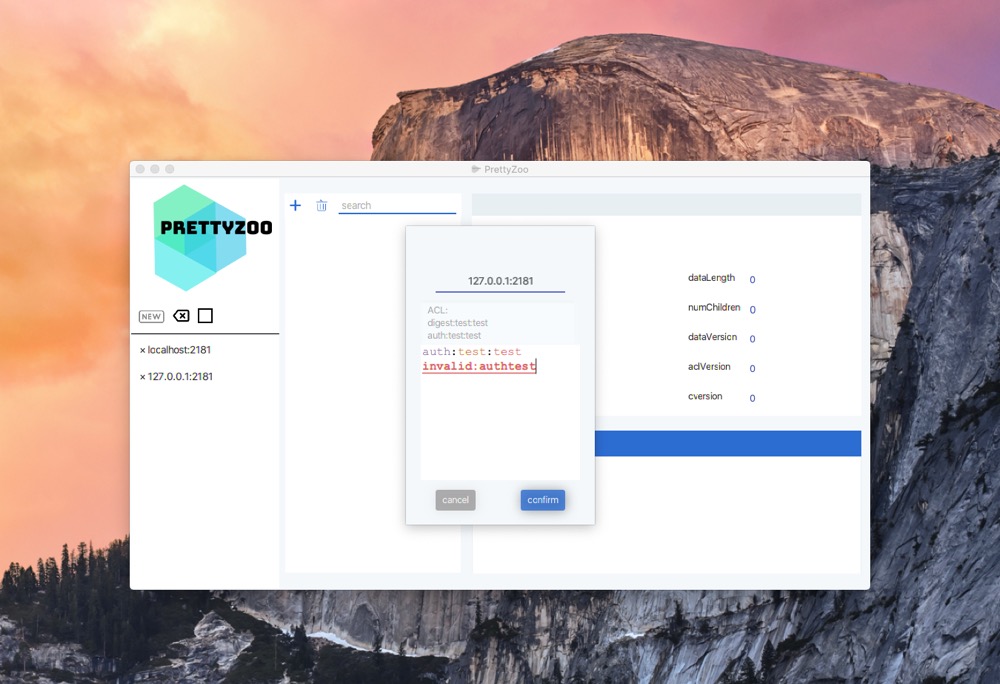 PrettyZoo
PRETTYZOO
NEW
× localhost:2181
× 127.0.0.1:2181
search
127.0.0.1:2181
ACL:
digest:test:test
auth:test:test
auth:test:test
invalid:authtest
cancel
confirm
dataLength 0
numChildren 0
dataVersion 0
aclVersion 0
cversion 0